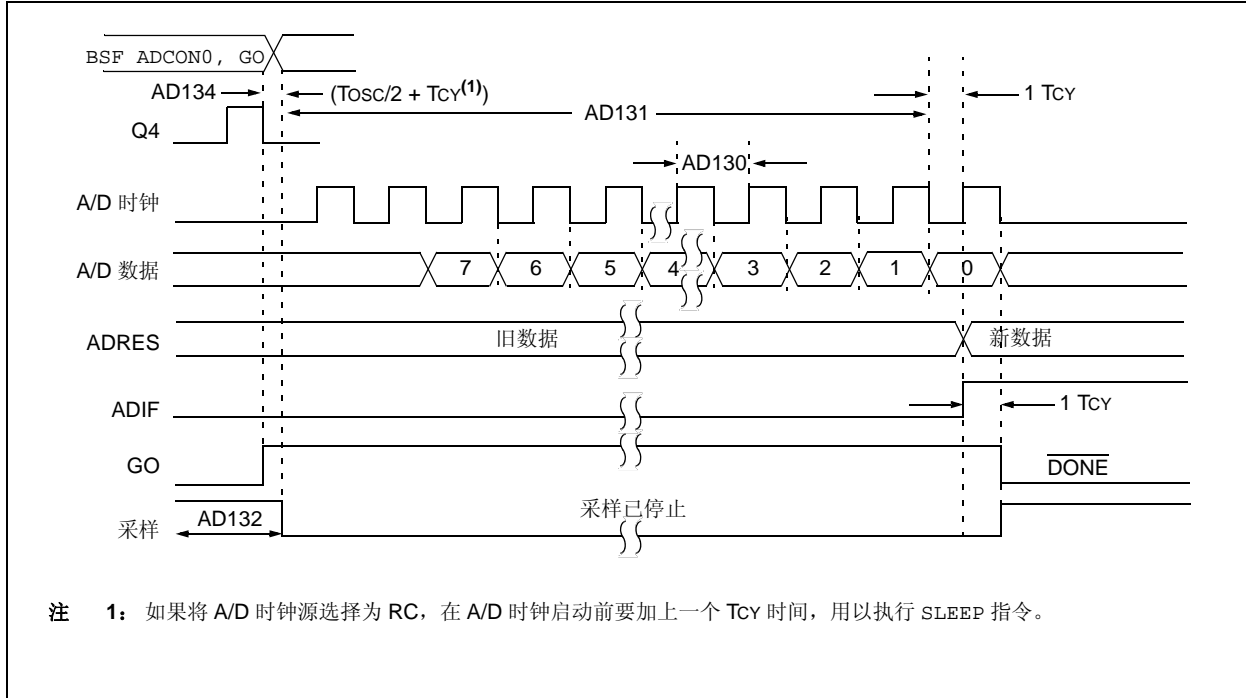 BSF ADCON0, GO
AD134
(TOSC/2 + TCY(1))
1 TCY
AD131
Q4
AD130
A/D 时钟
A/D 数据
7 6 5 4 3 2 1 0
ADRES
旧数据
新数据
ADIF
1 TCY
GO
DONE
采样
AD132
采样已停止
注 1： 如果将 A/D 时钟源选择为 RC，在 A/D 时钟启动前要加上一个 TCY 时间，用以执行 SLEEP 指令。